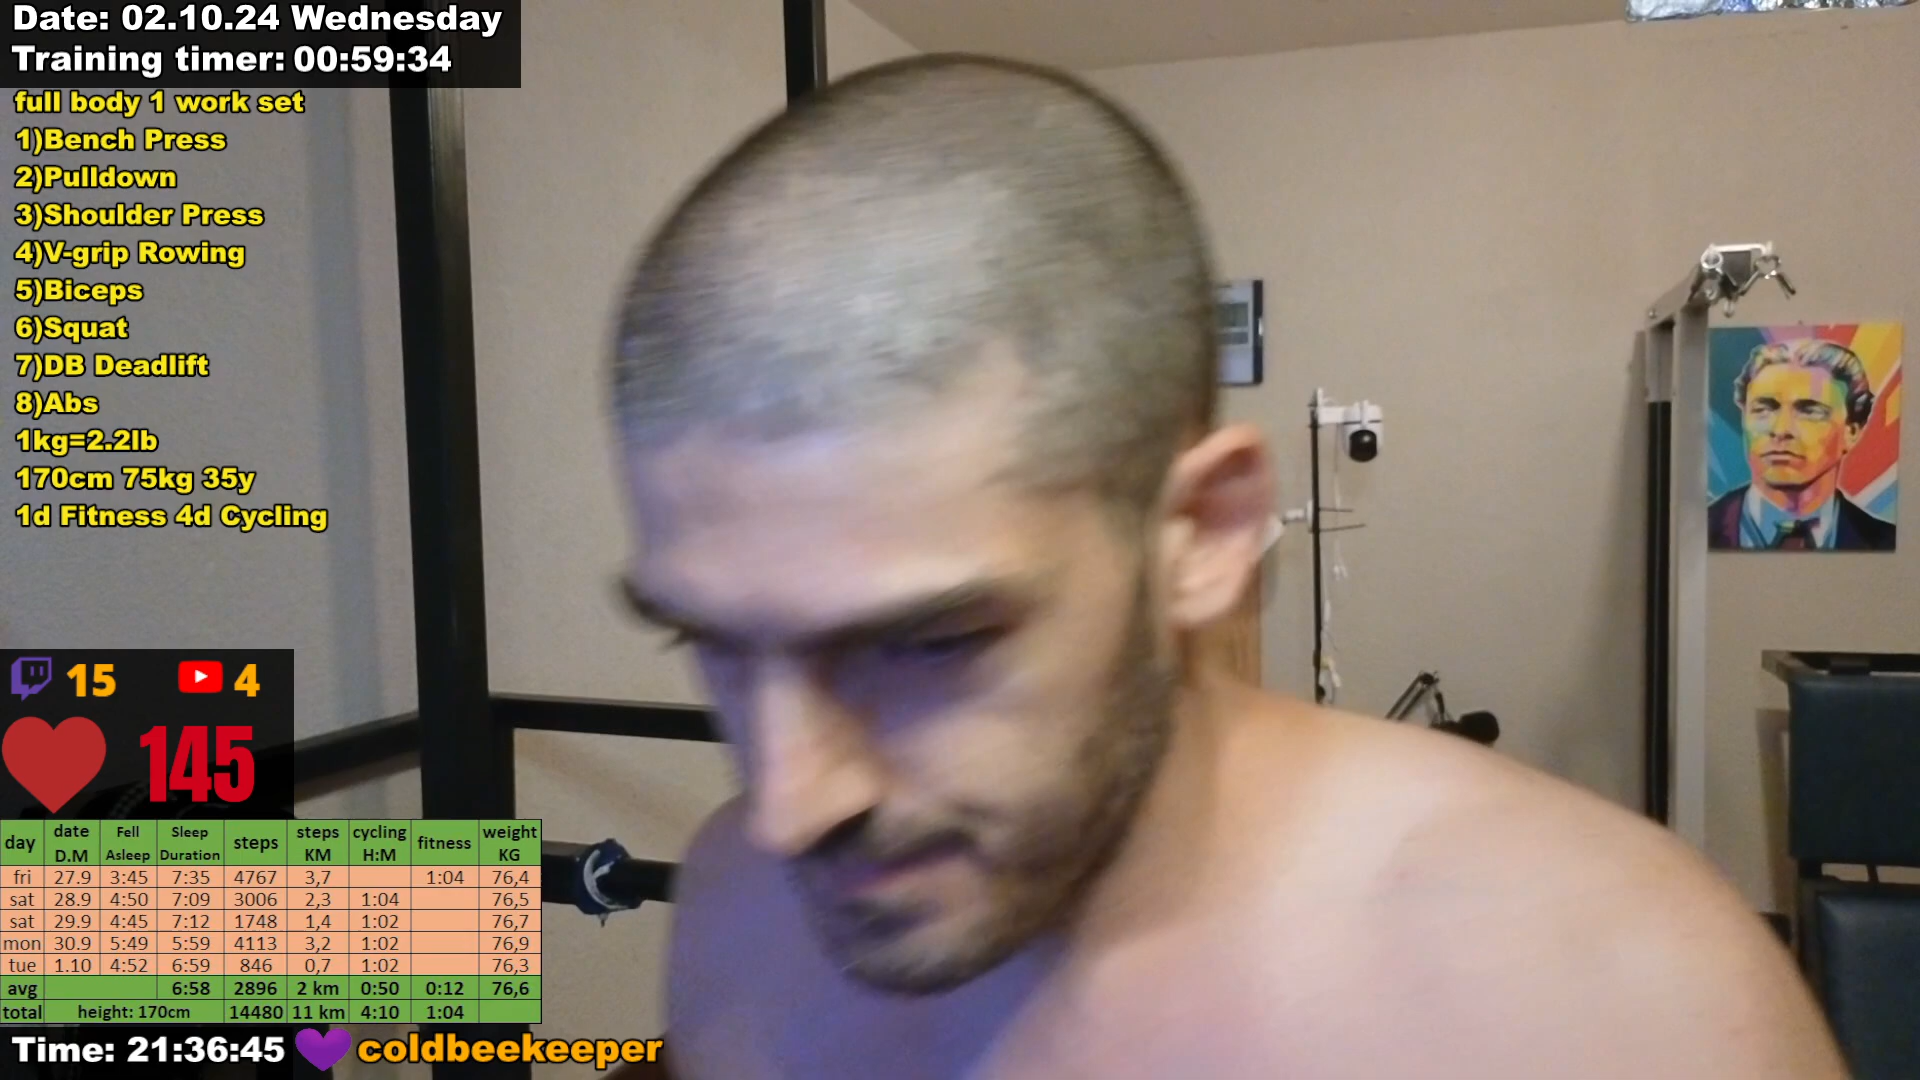 Date: 02.10.24 Wednesday
Training timer: 00:59:34
full body 1 work set
1)Bench Press
2)Pulldown
3)Shoulder Press
4)V-grip Rowing
5)Biceps
6)Squat
7)DB Deadlift
8)Abs
1kg=2.2lb
170cm 75kg 35y
1d Fitness 4d Cycling
15 4
145
day date D.M Fell Asleep Sleep Duration steps steps KM cycling H:M fitness weight KG
fri 27.9 3:45 7:35 4767 3,7 1:04 76,4
sat 28.9 4:50 7:09 3006 2,3 1:04 76,5
sat 29.9 4:45 7:12 1748 1,4 1:02 76,7
mon 30.9 5:49 5:59 4113 3,2 1:02 76,9
tue 1.10 4:52 6:59 846 0,7 1:02 76,3
avg 6:58 2896 2 km 0:50 0:12 76,6
total height: 170cm 14480 11 km 4:10 1:04
Time: 21:36:45 coldbeekeeper